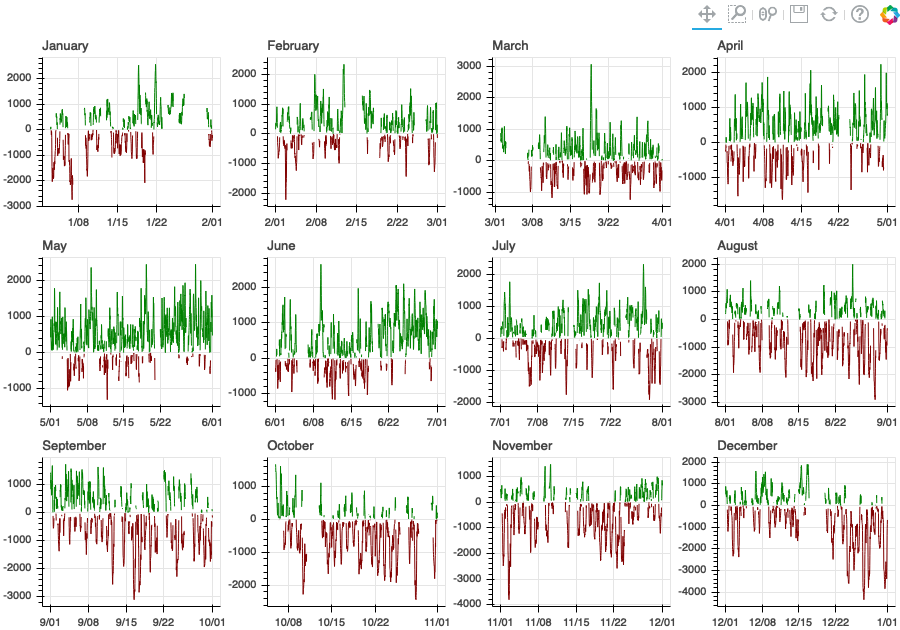 January February March April
2000 2000 3000 2000
1000 1000 2000 1000
0 0 1000 0
-1000 -1000 0 -1000
-2000 -2000 -1000
-3000
1/08 1/15 1/22 2/01 2/01 2/08 2/15 2/22 3/01 3/01 3/08 3/15 3/22 4/01 4/01 4/08 4/15 4/22 5/01
May June July August
2000 2000 2000 2000
1000 1000 1000 1000
0 0 0 0
-1000 -1000 -1000 -1000
-2000 -2000
-3000
5/01 5/08 5/15 5/22 6/01 6/01 6/08 6/15 6/22 7/01 7/01 7/08 7/15 7/22 8/01 8/01 8/08 8/15 8/22 9/01
September October November December
1000 1000 1000 1000
0 0 0 0
-1000 -1000 -1000 -1000
-2000 -2000 -2000 -2000
-3000 -3000 -3000
-4000 -4000
9/01 9/08 9/15 9/22 10/01 10/08 10/15 10/22 11/01 11/01 11/08 11/15 11/22 12/01 12/01 12/08 12/15 12/22 1/01